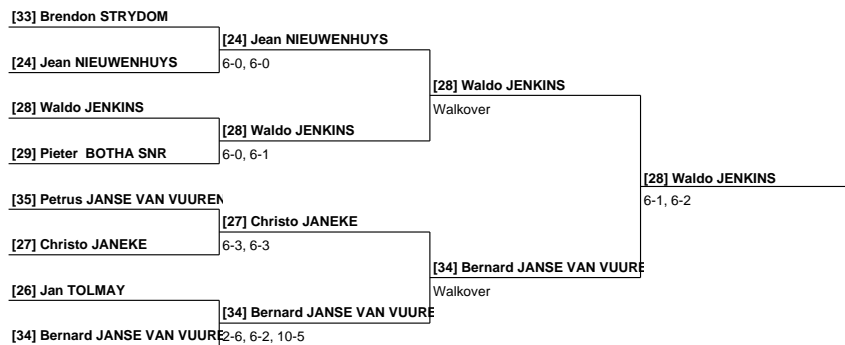 [33] Brendon STRYDOM
[24] Jean NIEUWENHUYS
[24] Jean NIEUWENHUYS
6-0, 6-0
[28] Waldo JENKINS
[28] Waldo JENKINS
Walkover
[28] Waldo JENKINS
[29] Pieter BOTHA SNR
6-0, 6-1
[28] Waldo JENKINS
[35] Petrus JANSE VAN VUUREN
6-1, 6-2
[27] Christo JANEKE
[27] Christo JANEKE
6-3, 6-3
[34] Bernard JANSE VAN VUURE
[26] Jan TOLMAY
Walkover
[34] Bernard JANSE VAN VUURE
[34] Bernard JANSE VAN VUURE
2-6, 6-2, 10-5